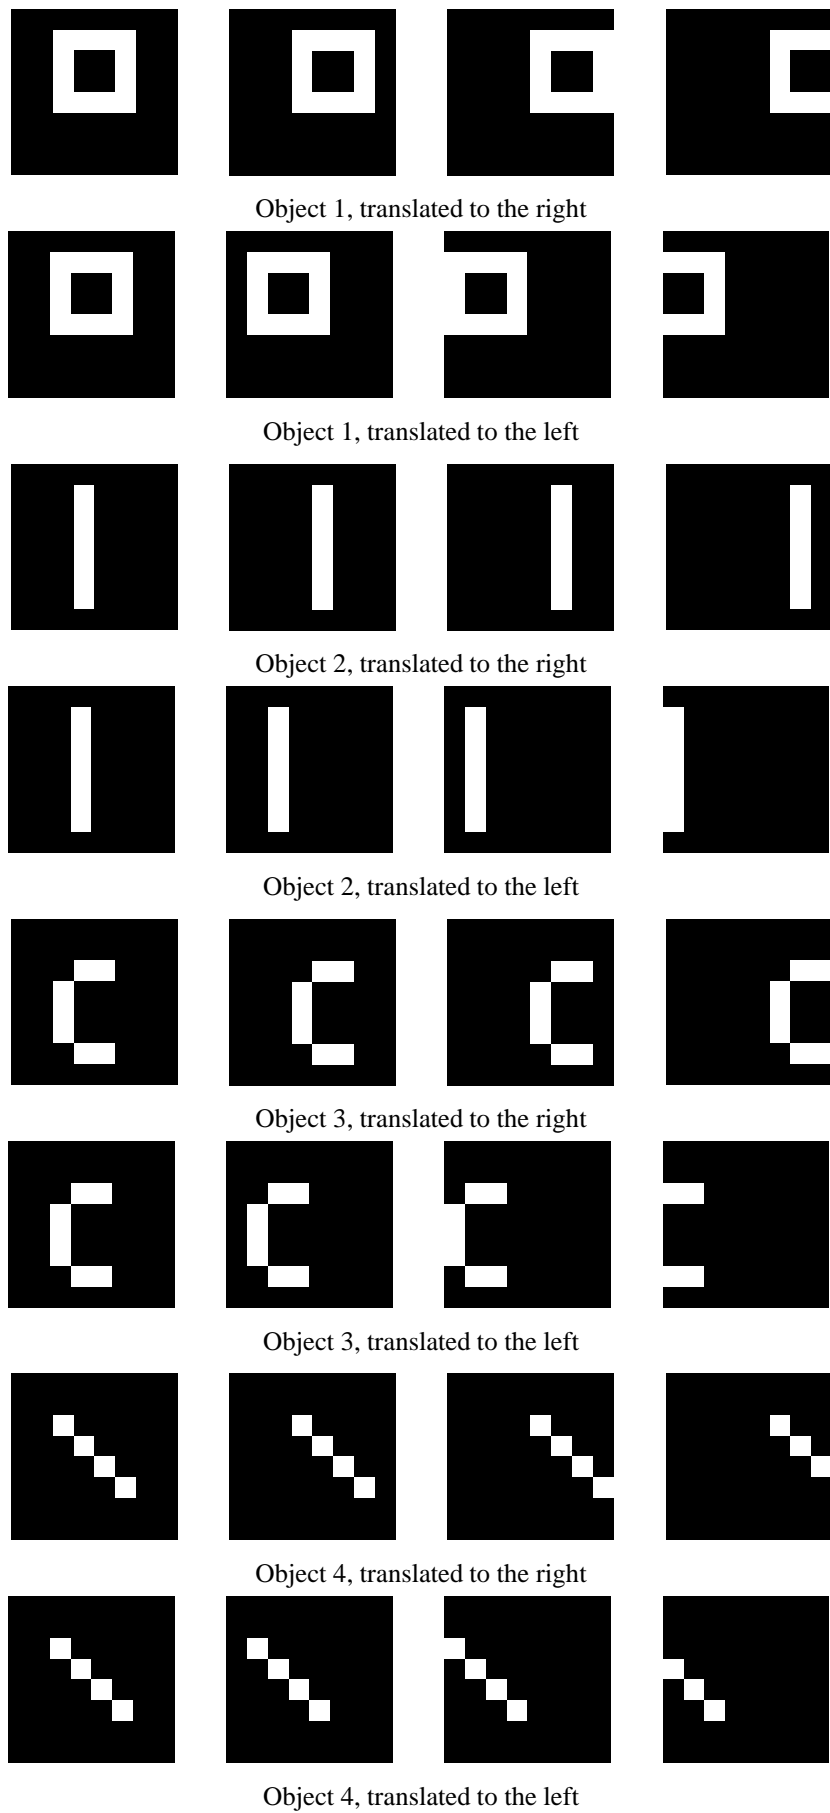 Object 1, translated to the right
Object 1, translated to the left
Object 2, translated to the right
Object 2, translated to the left
Object 3, translated to the right
Object 3, translated to the left
Object 4, translated to the right
Object 4, translated to the left